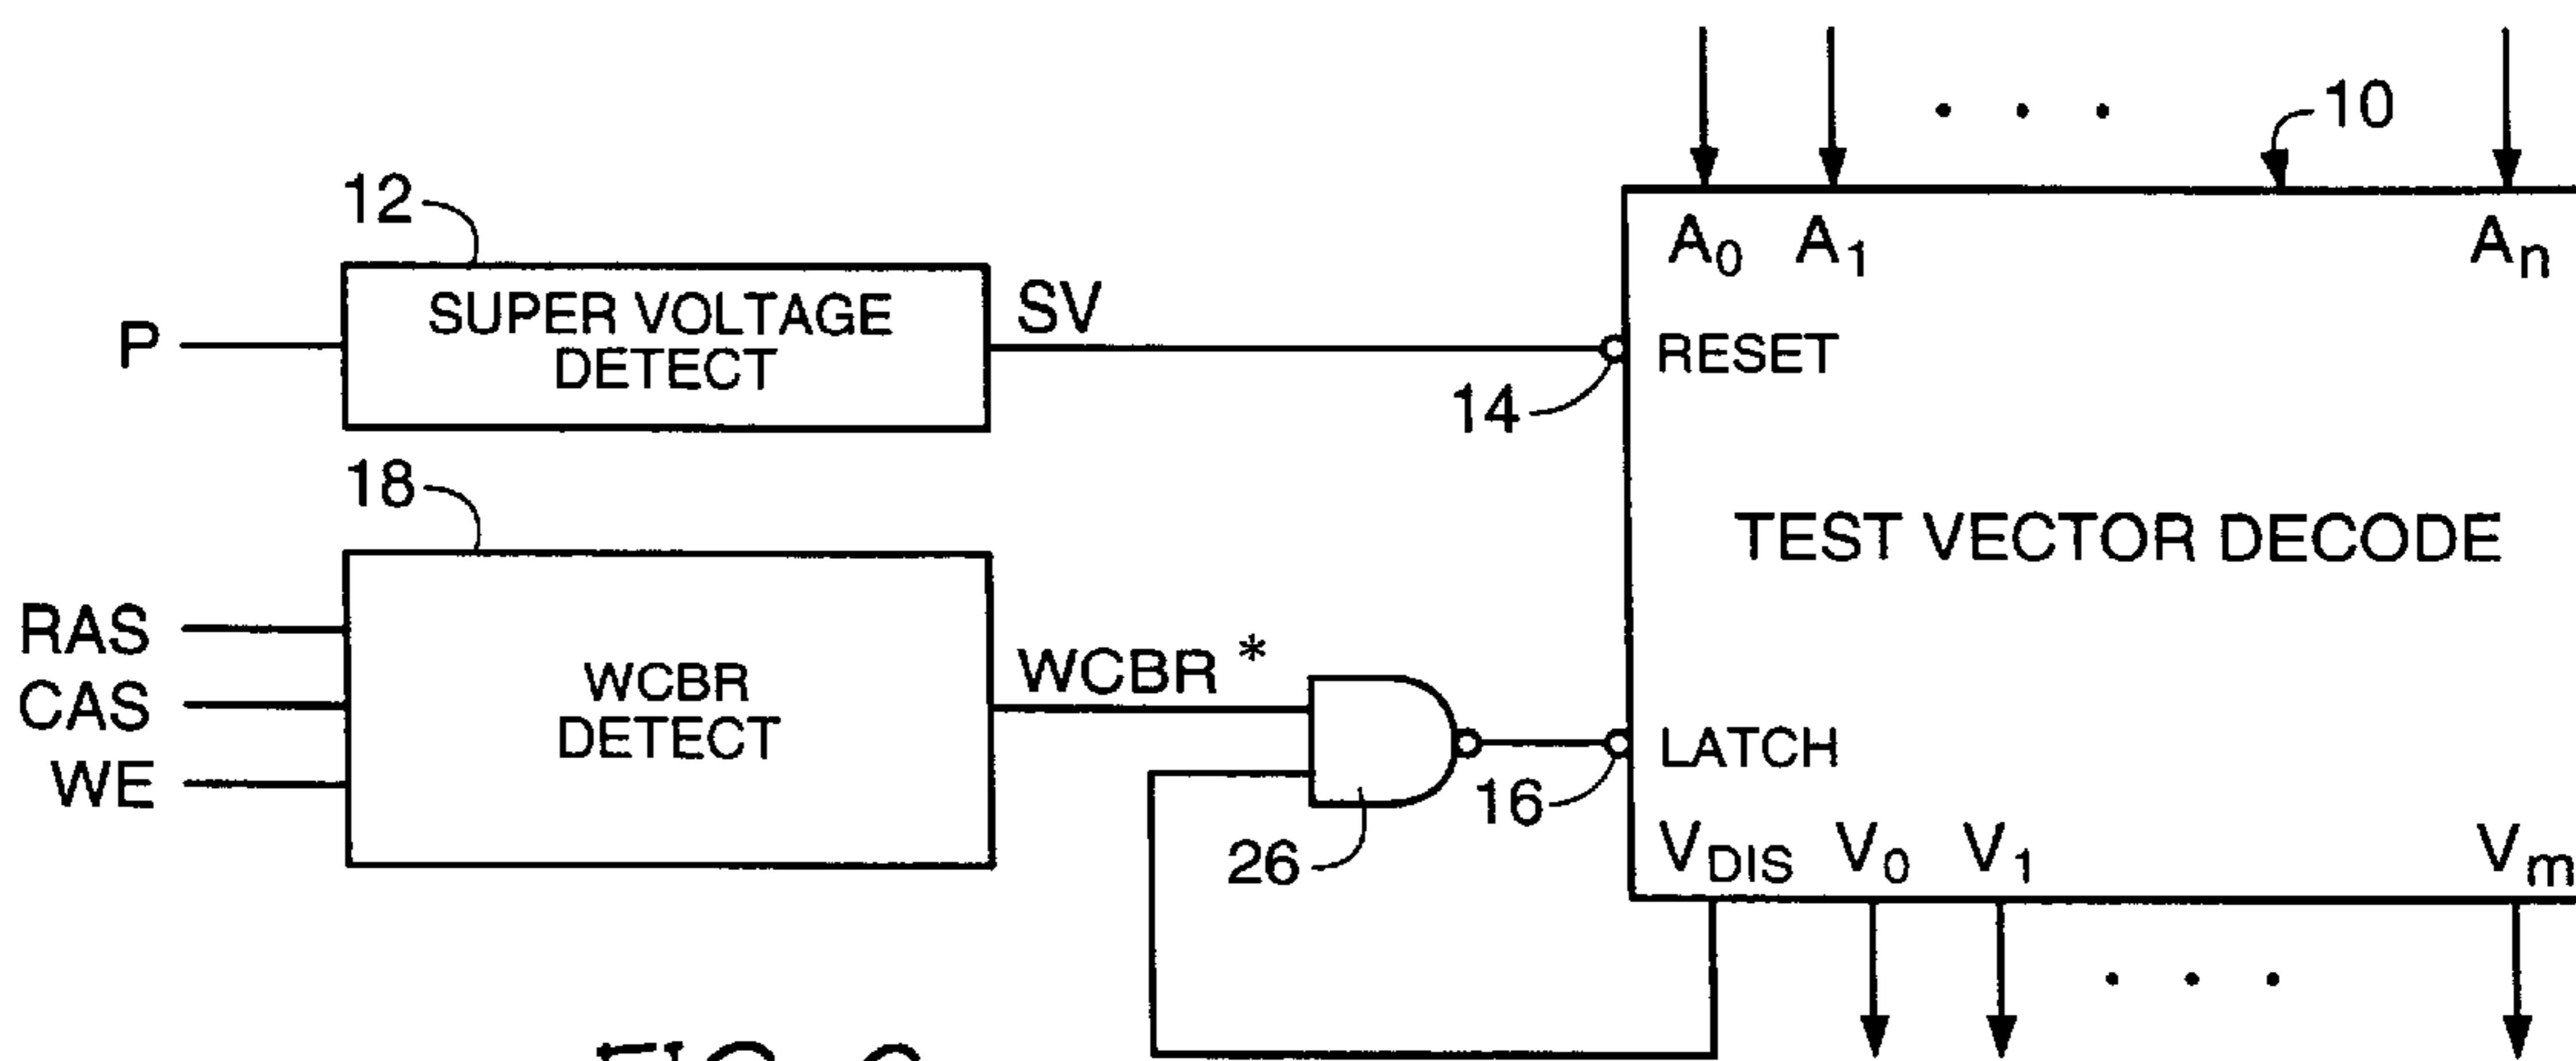 10
A0 A1 . . . An
12
SUPER VOLTAGE
DETECT
P
SV
RESET
14
TEST VECTOR DECODE
18
RAS
CAS
WE
WCBR
DETECT
WCBR *
26
16
LATCH
VDIS V0 V1 . . . Vm